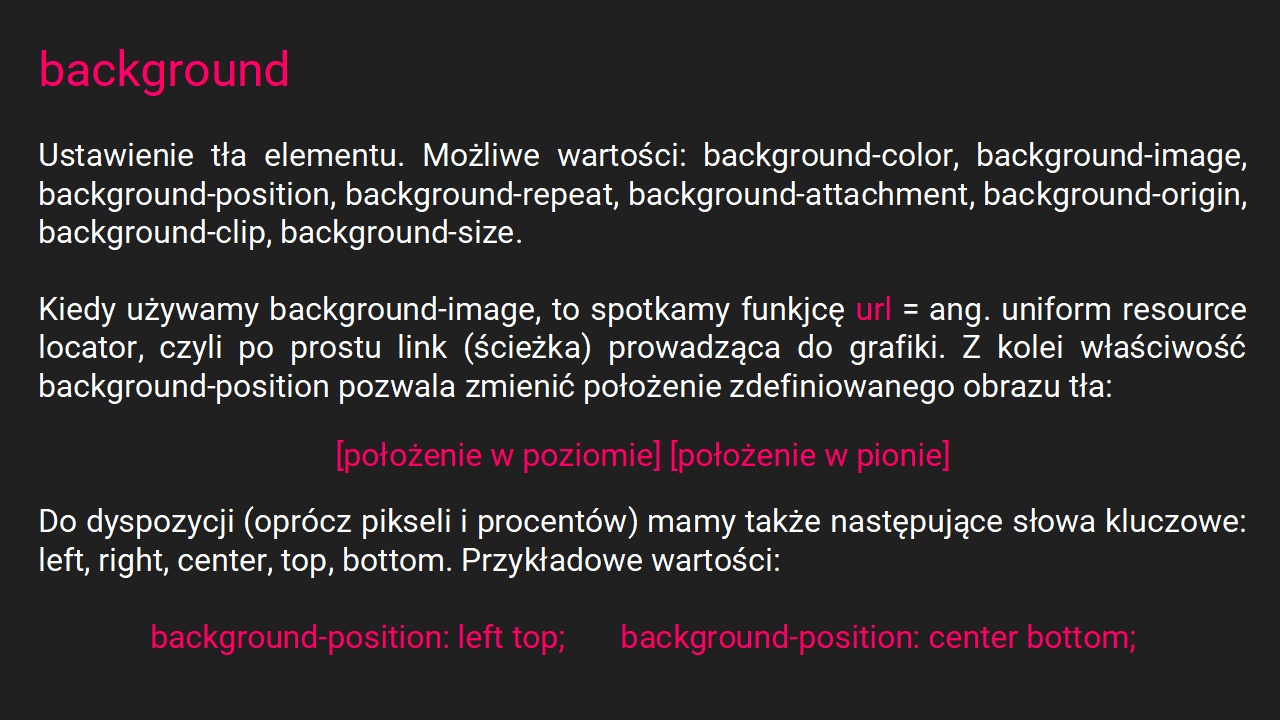 background
Ustawienie tła elementu. Możliwe wartości: background-color, background-image,
background-position, background-repeat, background-attachment, background-origin,
background-clip, background-size.
Kiedy używamy background-image, to spotkamy funkjcę url = ang. uniform resource
locator, czyli po prostu link (ścieżka) prowadząca do grafiki. Z kolei właściwość
background-position pozwala zmienić położenie zdefiniowanego obrazu tła:
[położenie w poziomie] [położenie w pionie]
Do dyspozycji (oprócz pikseli i procentów) mamy także następujące słowa kluczowe:
left, right, center, top, bottom. Przykładowe wartości:
background-position: left top; background-position: center bottom;